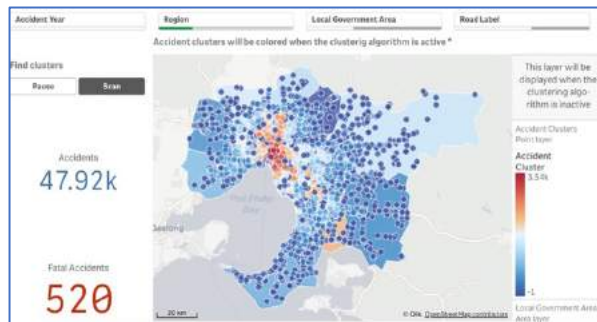 Accident Year
Region
Local Government Area
Road Label
Accident clusters will be colored when the clusterig algorithm is active *
Find clusters
Pause
Scan
Accidents
47.92k
Fatal Accidents
520
Port Phillip
Bay
Geelong
20 km
© Qlik, OpenStreetMap contributors
This layer will
be displayed
when the
clustering algo-
rithm is inactive
Accident Clusters
Point layer
Accident
Cluster
3.54k
-1
Local Government Area
Area layer